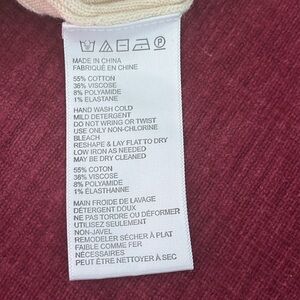 MADE IN CHINA
FABRIQUÉ EN CHINE
55% COTTON
36% VISCOSE
8% POLYAMIDE
1% ELASTANE
HAND WASH COLD
MILD DETERGENT
DO NOT WRING OR TWIST
USE ONLY NON-CHLORINE
BLEACH
RESHAPE & LAY FLAT TO DRY
LOW IRON AS NEEDED
MAY BE DRY CLEANED
55% COTON
36% VISCOSE
8% POLYAMIDE
1% ÉLASTHANNE
MAIN FROIDE DE LAVAGE
DÉTERGENT DOUX
NE PAS TORDRE OU DÉFORMER
UTILISEZ SEULEMENT
NON-JAVEL
REMODELER SÉCHER À PLAT
FAIBLE COMME FER
NÉCESSAIRES
PEUT ÊTRE NETTOYER À SEC